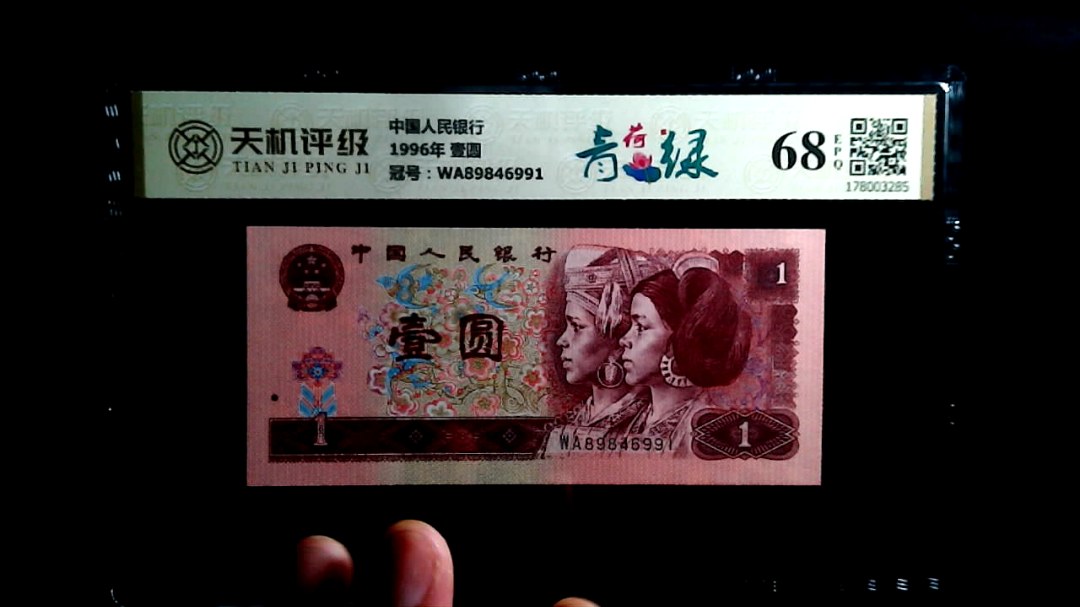 天机评级
TIAN JI PING JI
中国人民银行
1996年 壹圆
冠号：WA89846991
青荷绿
68
EPQ
178003285
中国人民银行
1
壹圆
1
WA89846991
1